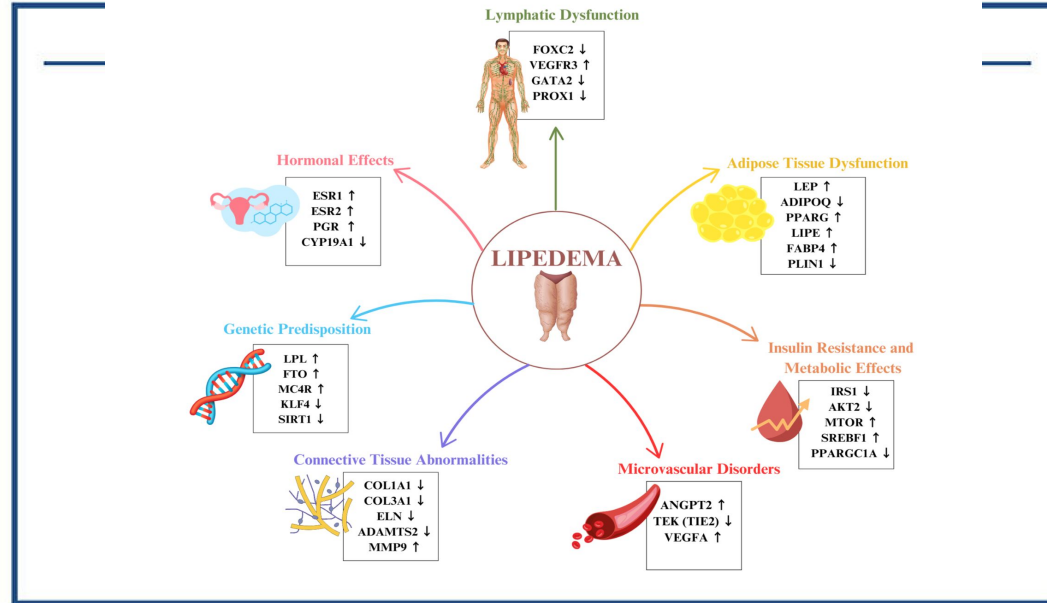 Lymphatic Dysfunction
FOXC2 ↓
VEGFR3 ↑
GATA2 ↓
PROX1 ↓
Hormonal Effects
ESR1 ↑
ESR2 ↑
PGR ↑
CYP19A1 ↓
Adipose Tissue Dysfunction
LEP ↑
ADIPOQ ↓
PPARG ↑
LIPE ↑
FABP4 ↑
PLIN1 ↓
LIPEDEMA
Genetic Predisposition
LPL ↑
FTO ↑
MC4R ↑
KLF4 ↓
SIRT1 ↓
Insulin Resistance and
Metabolic Effects
IRS1 ↓
AKT2 ↓
MTOR ↑
SREBF1 ↑
PPARGC1A ↓
Connective Tissue Abnormalities
COL1A1 ↓
COL3A1 ↓
ELN ↓
ADAMTS2 ↓
MMP9 ↑
Microvascular Disorders
ANGPT2 ↑
TEK (TIE2) ↓
VEGFA ↑